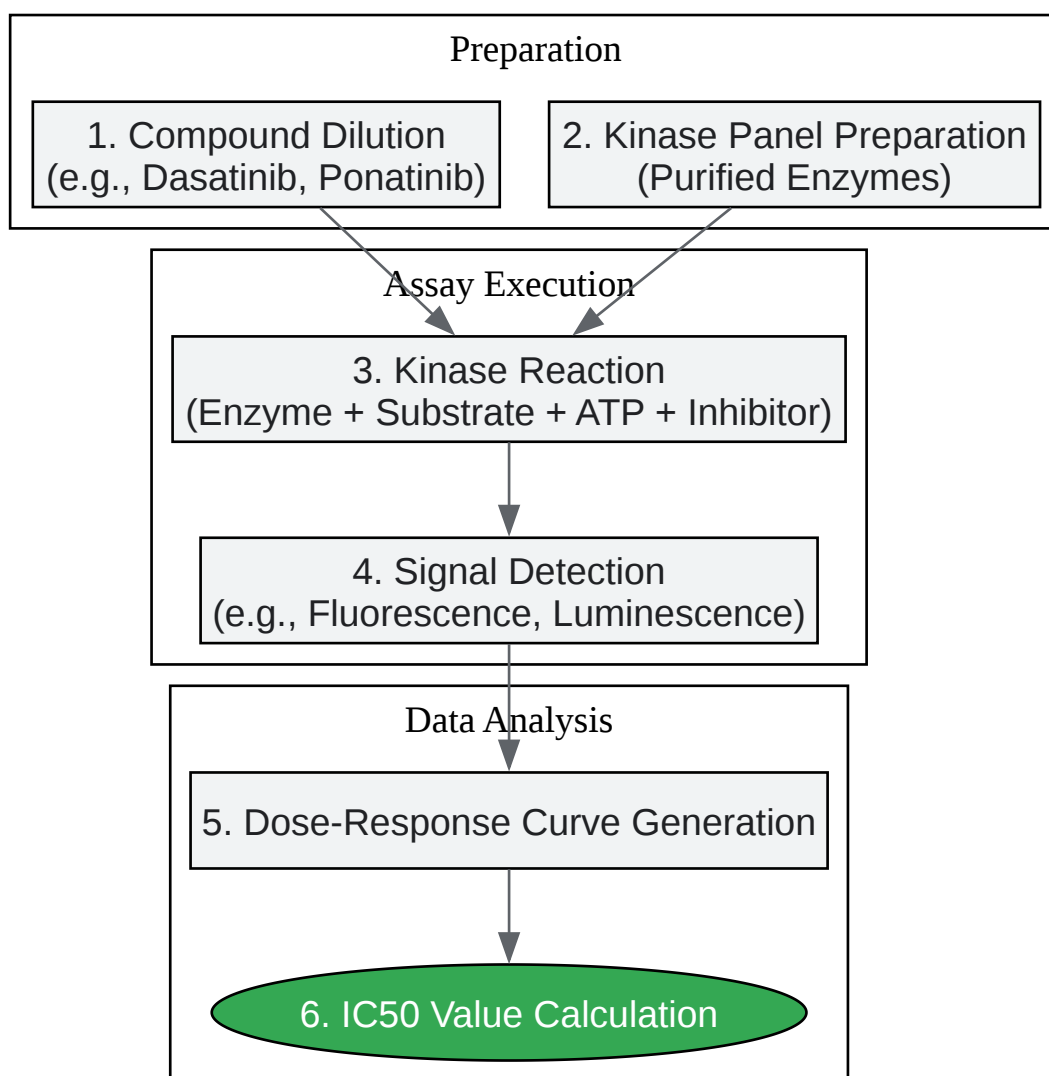 Preparation
1. Compound Dilution
(e.g., Dasatinib, Ponatinib)
2. Kinase Panel Preparation
(Purified Enzymes)
Assay Execution
3. Kinase Reaction
(Enzyme + Substrate + ATP + Inhibitor)
4. Signal Detection
(e.g., Fluorescence, Luminescence)
Data Analysis
5. Dose-Response Curve Generation
6. IC50 Value Calculation